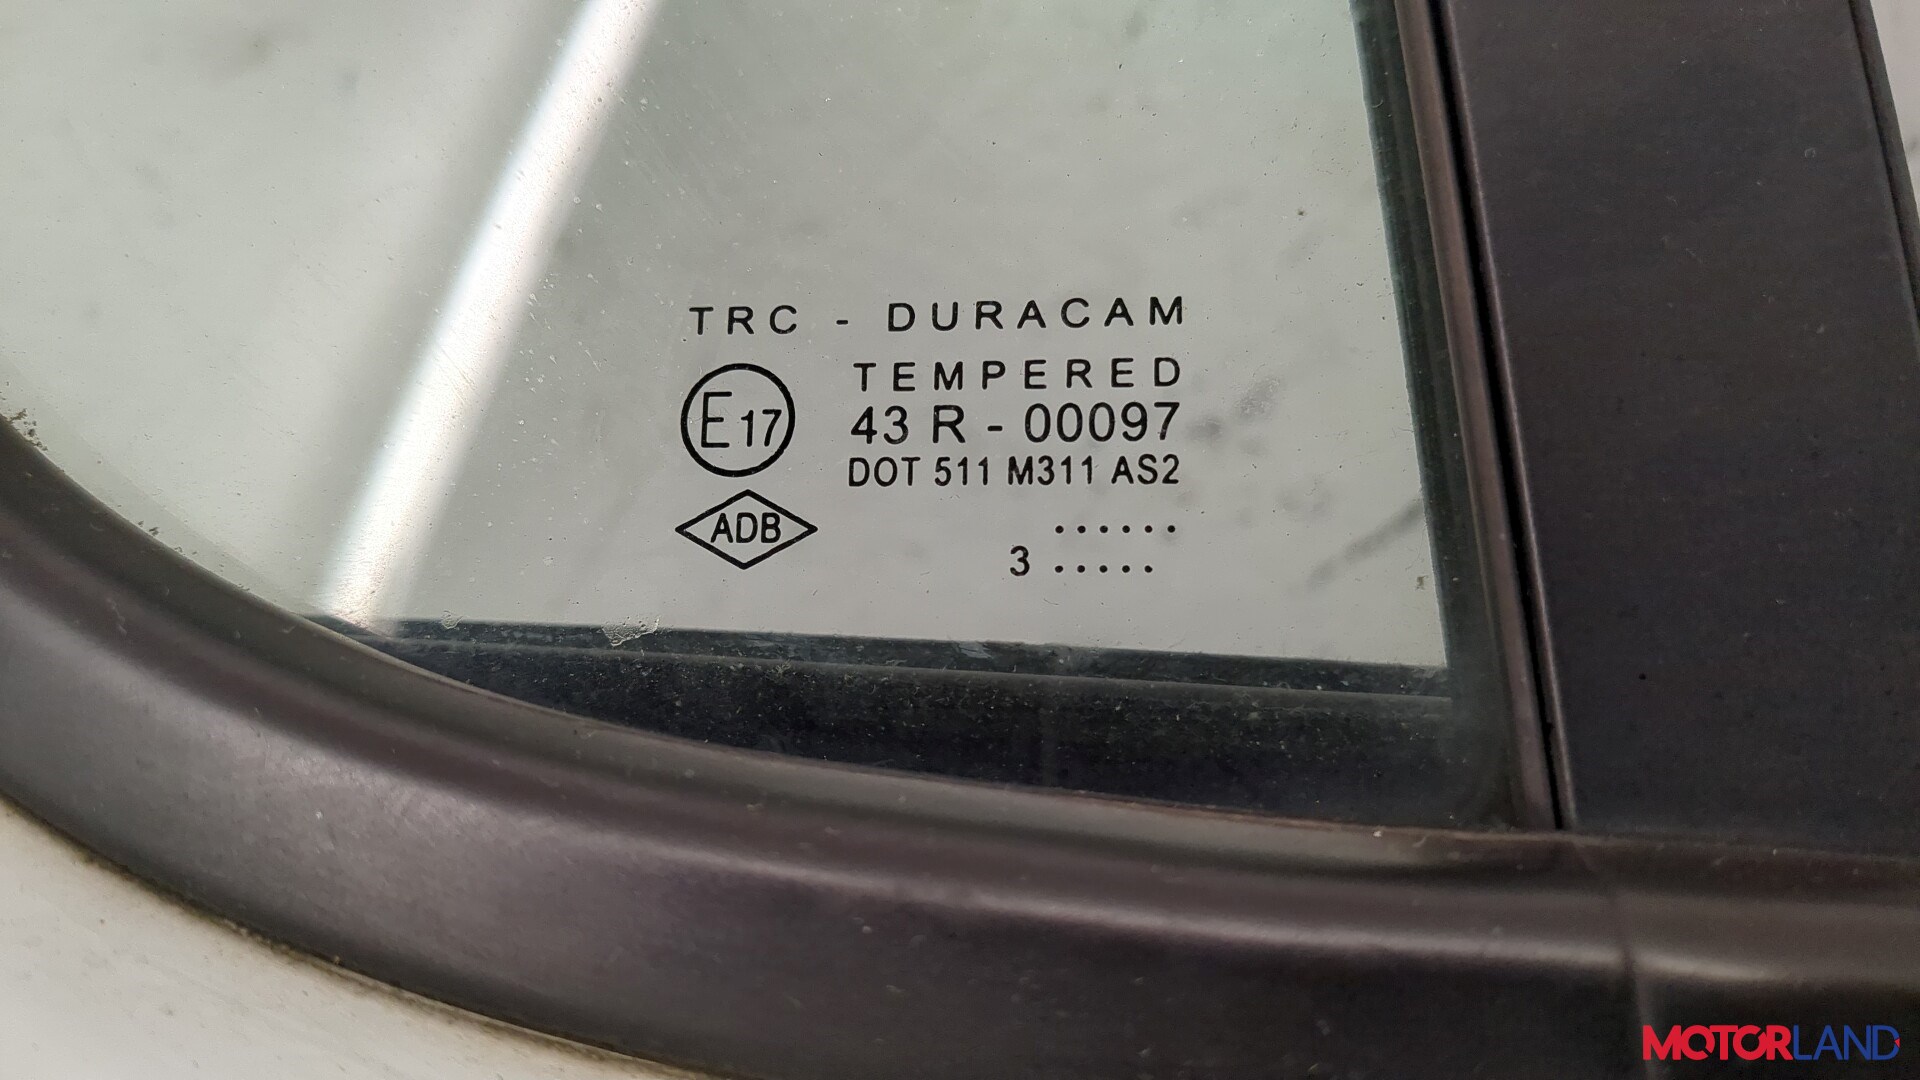 TRC - DURACAM
TEMPERED
E17 43 R - 00097
DOT 511 M311 AS2
ADB
......
3 .....
MOTORLAND